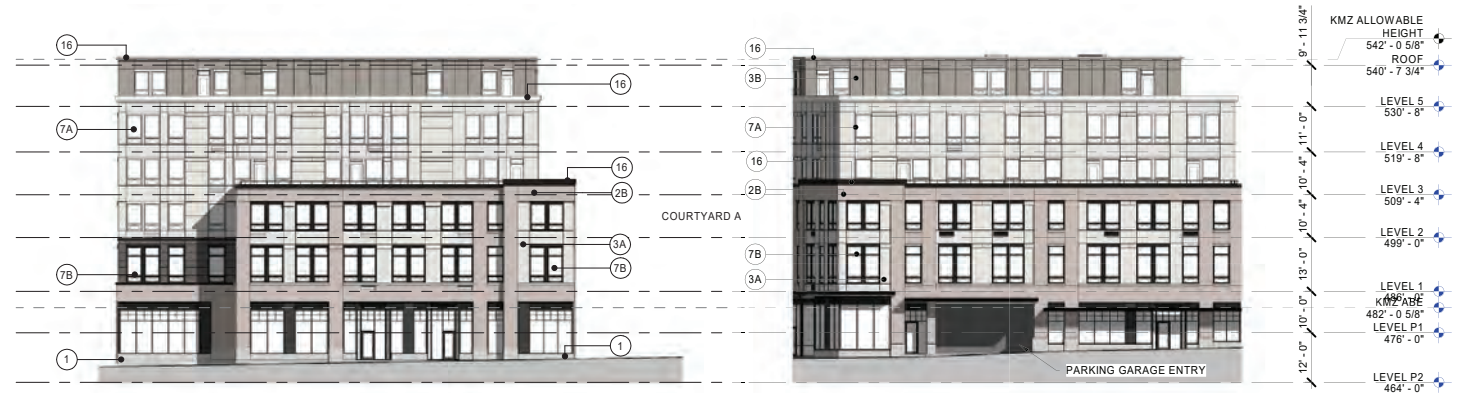 16
16
7A
16
2B
3A
7B
7B
1
1
COURTYARD A
16
3B
7A
16
2B
7B
3A
PARKING GARAGE ENTRY
9' - 11 3/4"
11' - 0"
10' - 4"
10' - 4"
13' - 0"
10' - 0"
12' - 0"
KMZ ALLOWABLE
HEIGHT
542' - 0 5/8"
ROOF
540' - 7 3/4"
LEVEL 5
530' - 8"
LEVEL 4
519' - 8"
LEVEL 3
509' - 4"
LEVEL 2
499' - 0"
LEVEL 1
486' - 0"
KMZ ABE
482' - 0 5/8"
LEVEL P1
476' - 0"
LEVEL P2
464' - 0"